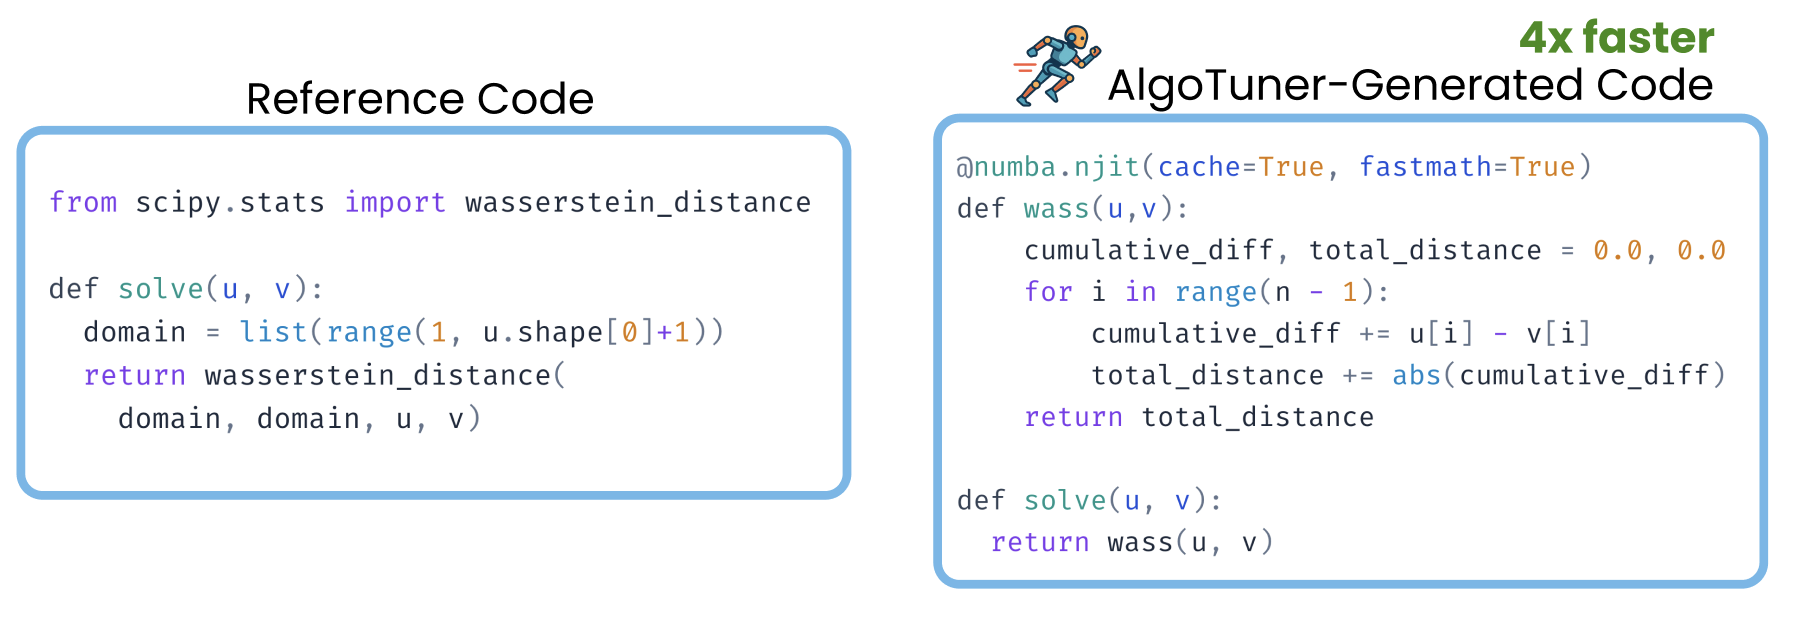 Reference Code
from scipy.stats import wasserstein_distance
def solve(u, v):
  domain = list(range(1, u.shape[0]+1))
  return wasserstein_distance(
    domain, domain, u, v)
4x faster
AlgoTuner-Generated Code
@numba.njit(cache=True, fastmath=True)
def wass(u,v):
    cumulative_diff, total_distance = 0.0, 0.0
    for i in range(n - 1):
        cumulative_diff += u[i] - v[i]
        total_distance += abs(cumulative_diff)
    return total_distance
def solve(u, v):
  return wass(u, v)